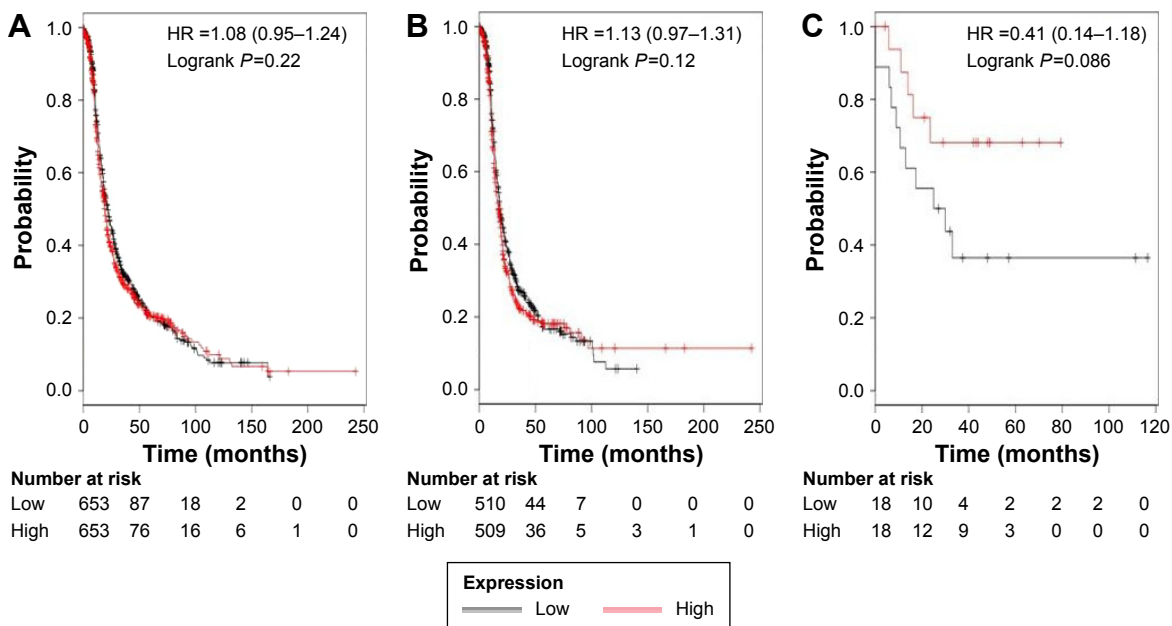 A
HR =1.08 (0.95–1.24)
Logrank P=0.22
Probability
1.0
0.8
0.6
0.4
0.2
0.0
0 50 100 150 200 250
Time (months)
Number at risk
Low 653 87 18 2 0 0
High 653 76 16 6 1 0
B
HR =1.13 (0.97–1.31)
Logrank P=0.12
Probability
1.0
0.8
0.6
0.4
0.2
0.0
0 50 100 150 200 250
Time (months)
Number at risk
Low 510 44 7 0 0 0
High 509 36 5 3 1 0
C
HR =0.41 (0.14–1.18)
Logrank P=0.086
Probability
1.0
0.8
0.6
0.4
0.2
0.0
0 20 40 60 80 100 120
Time (months)
Number at risk
Low 18 10 4 2 2 2 0
High 18 12 9 3 0 0 0
Expression
Low High